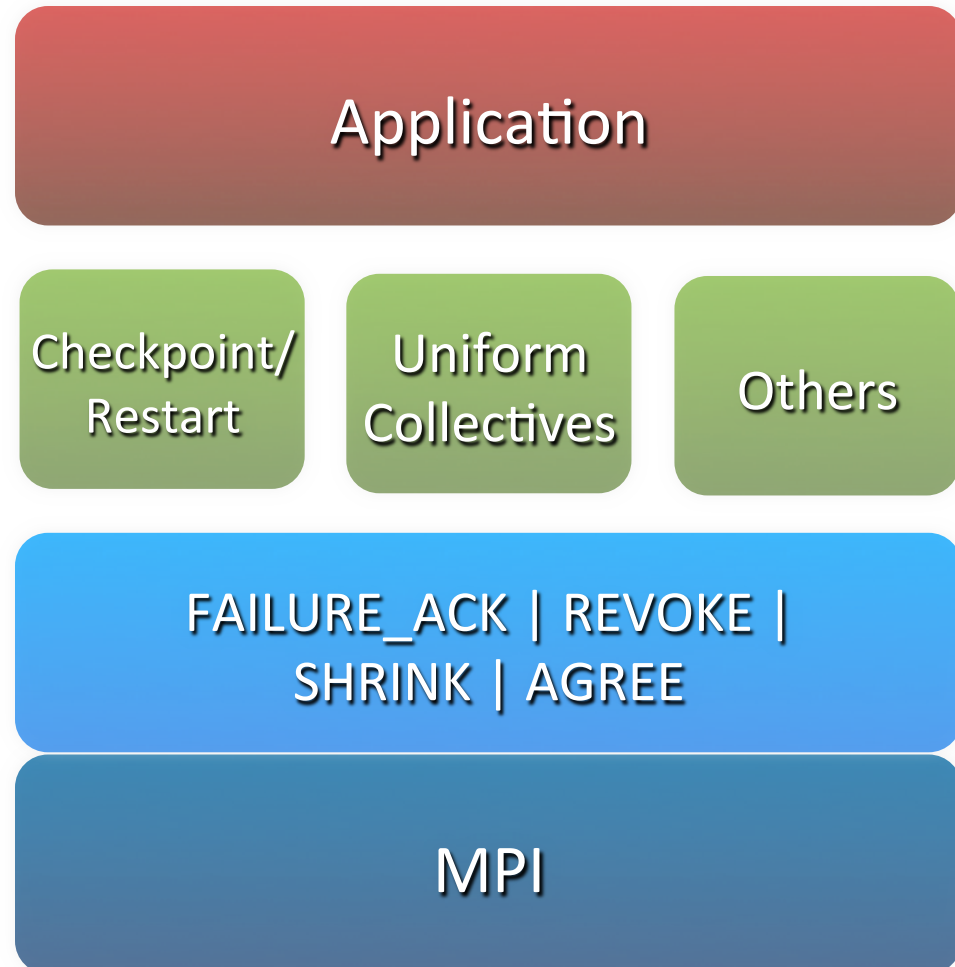 Application
Checkpoint/
Restart
Uniform
Collectives
Others
FAILURE_ACK | REVOKE |
SHRINK | AGREE
MPI